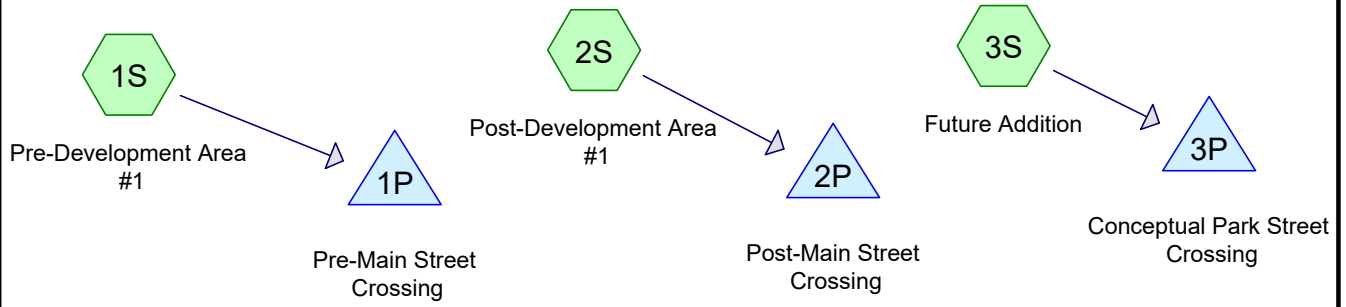 1S
Pre-Development Area
#1
1P
Pre-Main Street
Crossing
2S
Post-Development Area
#1
2P
Post-Main Street
Crossing
3S
Future Addition
3P
Conceptual Park Street
Crossing